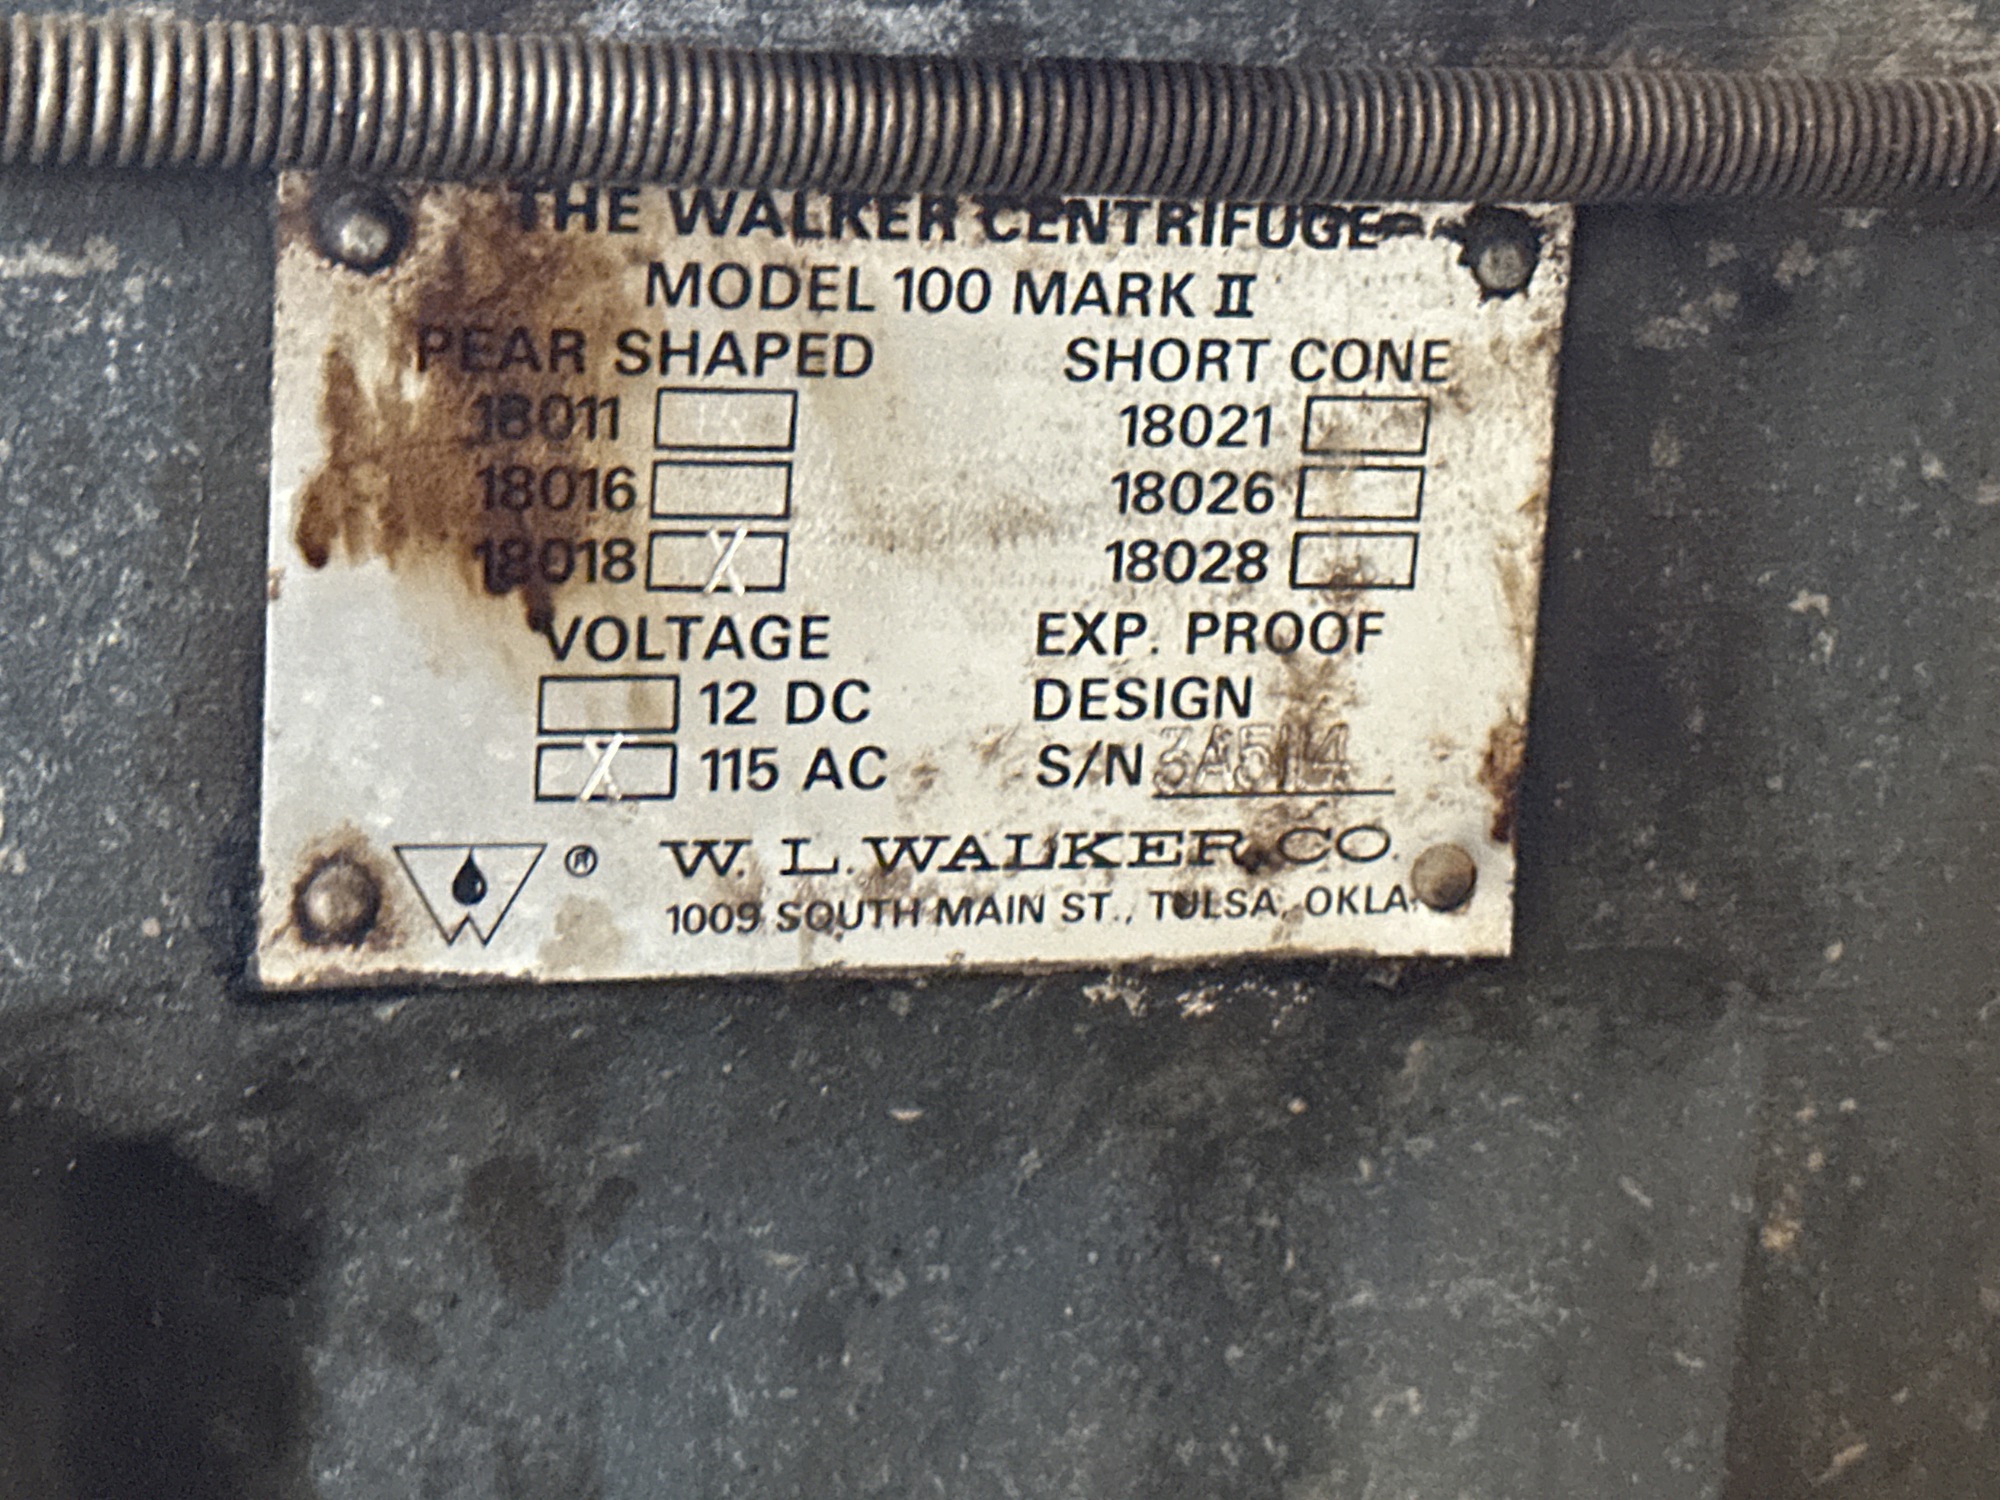 THE WALKER CENTRIFUGE
MODEL 100 MARK II
PEAR SHAPED SHORT CONE
18011 18021
18016 18026
18018 X 18028
VOLTAGE EXP. PROOF
12 DC DESIGN
X 115 AC S/N 3A5114
W ® W. L. WALKER CO.
1009 SOUTH MAIN ST., TULSA, OKLA.